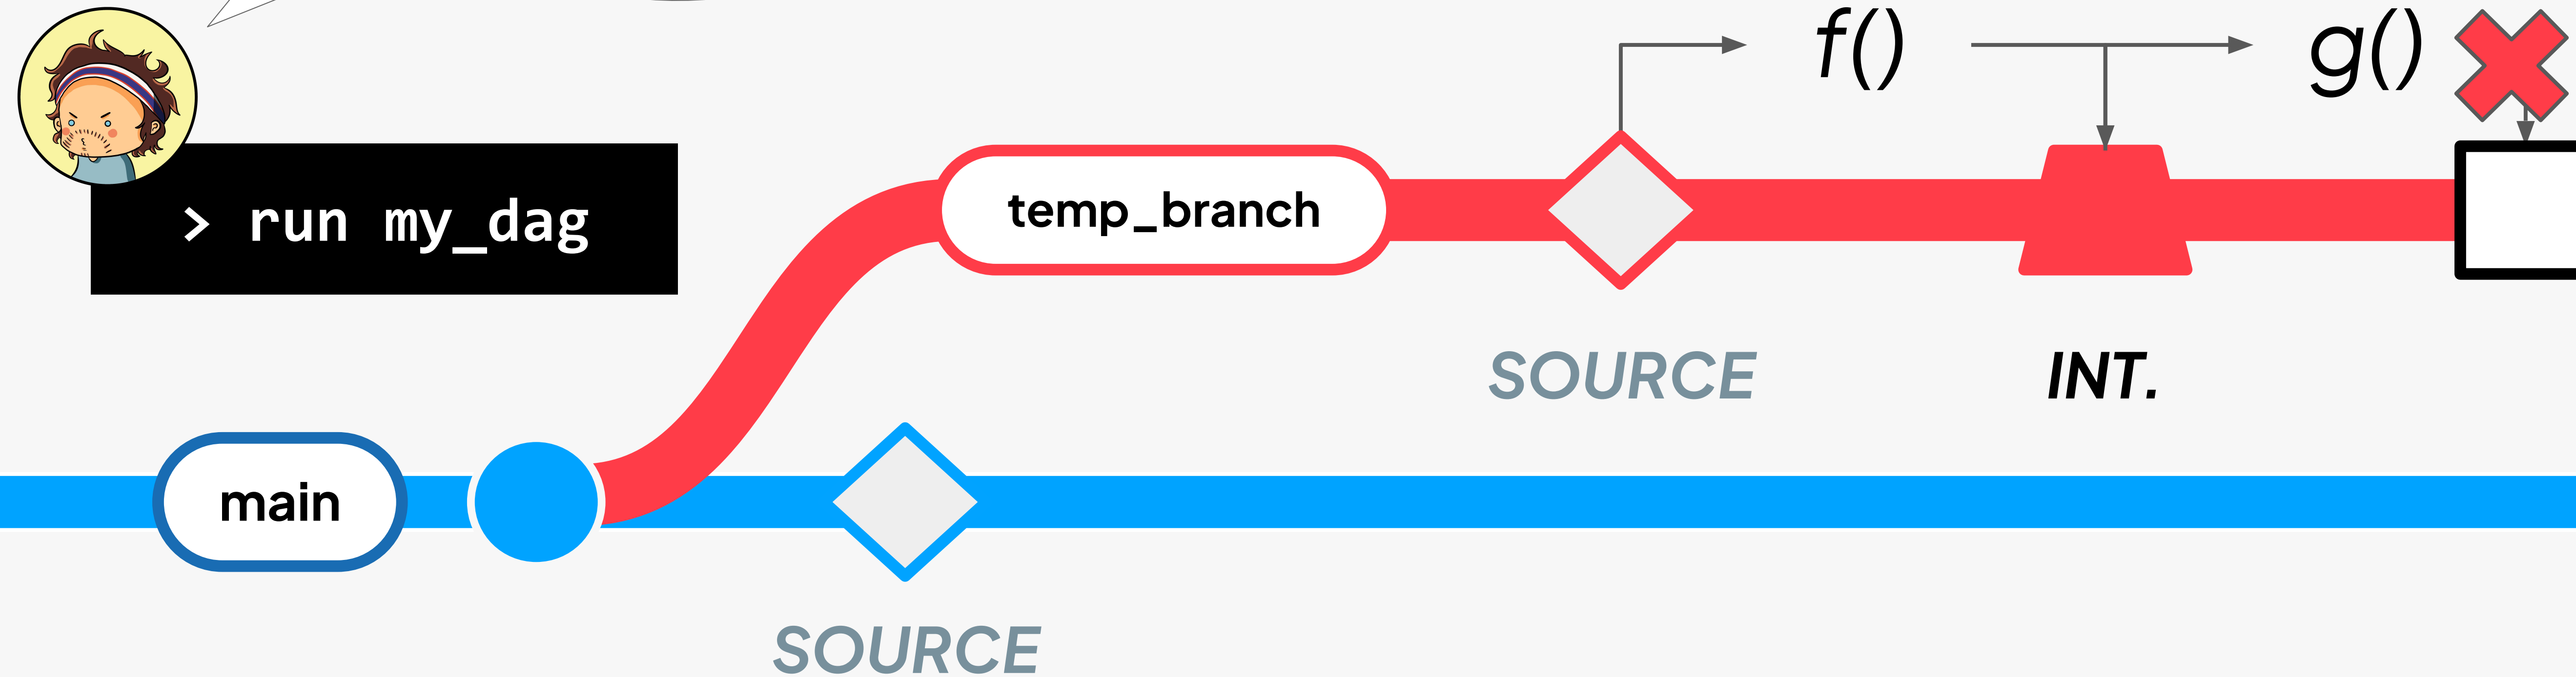 f()
g()
> run my_dag
temp_branch
SOURCE
INT.
main
SOURCE